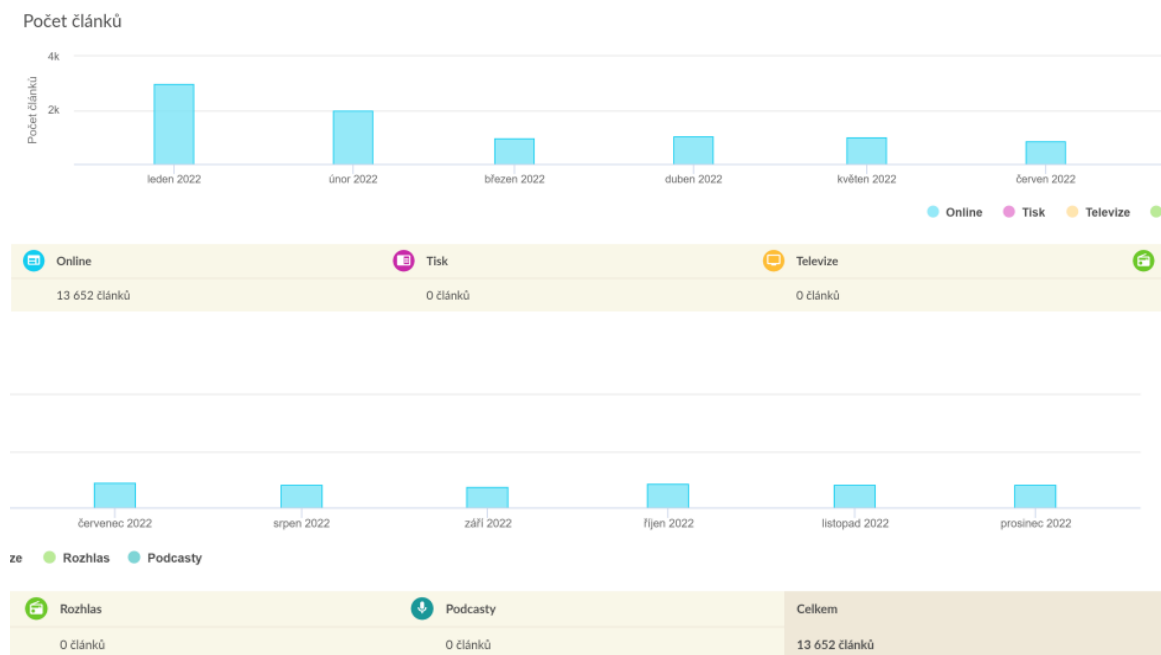 Počet článků
4k
Počet článků
2k
leden 2022
únor 2022
březen 2022
duben 2022
květen 2022
červen 2022
Online
Tisk
Televize
Online
Tisk
Televize
13 652 článků
0 článků
0 článků
červenec 2022
srpen 2022
září 2022
říjen 2022
listopad 2022
prosinec 2022
ze
Rozhlas
Podcasty
Rozhlas
Podcasty
Celkem
0 článků
0 článků
13 652 článků